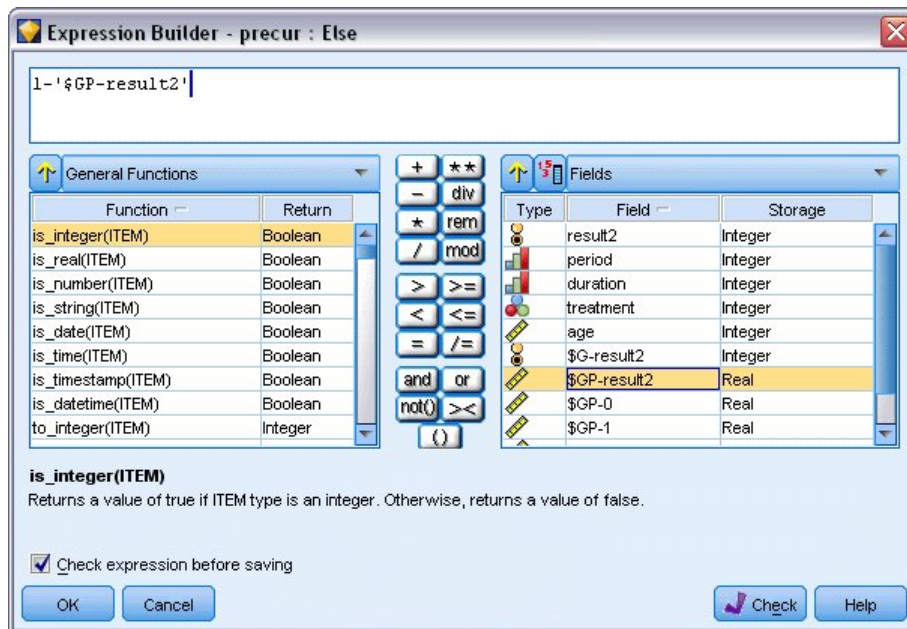 Expression Builder - precur : Else
1-'$GP-result2'
General Functions
Function Return
is_integer(ITEM) Boolean
is_real(ITEM) Boolean
is_number(ITEM) Boolean
is_string(ITEM) Boolean
is_date(ITEM) Boolean
is_time(ITEM) Boolean
is_timestamp(ITEM) Boolean
is_datetime(ITEM) Boolean
to_integer(ITEM) Integer
+ **
- div
* rem
/ mod
> >=
< <=
= /=
and or
not() ><
()
Fields
Type Field Storage
result2 Integer
period Integer
duration Integer
treatment Integer
age Integer
$G-result2 Integer
$GP-result2 Real
$GP-0 Real
$GP-1 Real
is_integer(ITEM)
Returns a value of true if ITEM type is an integer. Otherwise, returns a value of false.
Check expression before saving
OK Cancel Check Help